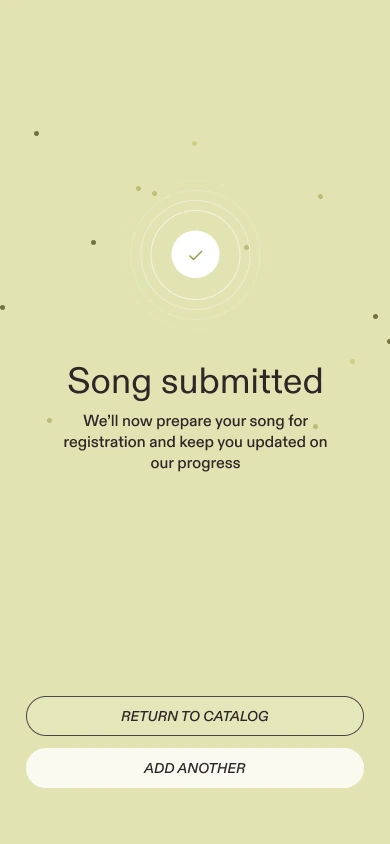 Song submitted
We’ll now prepare your song for
registration and keep you updated on
our progress
RETURN TO CATALOG
ADD ANOTHER